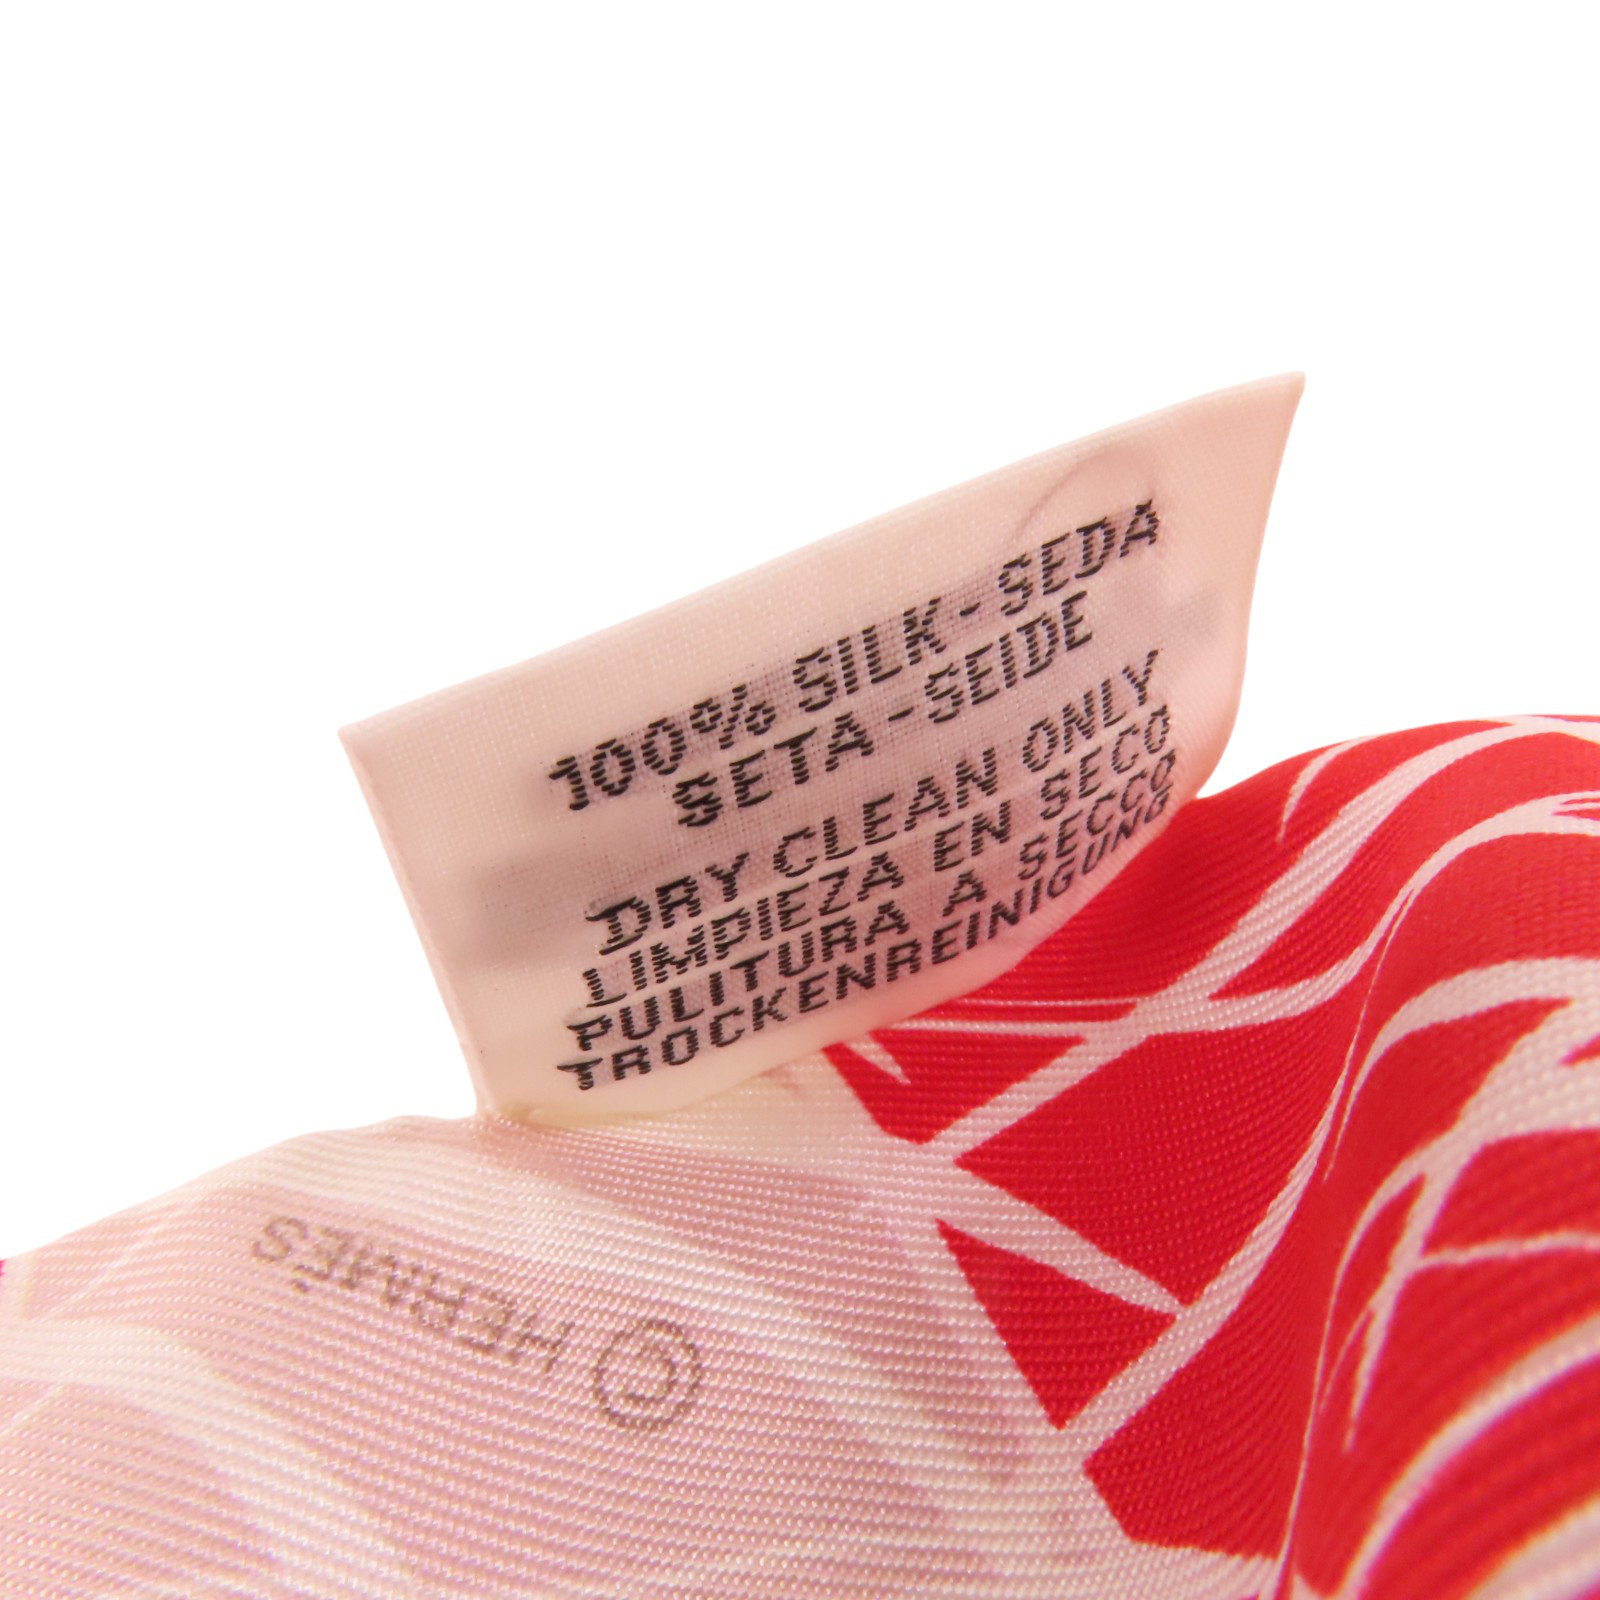 100% SILK - SEDA
SETA - SEIDE
DRY CLEAN ONLY
LIMPIEZA EN SECO
PULITURA A SECCO
TROCKENREINIGUNG
© HERMES